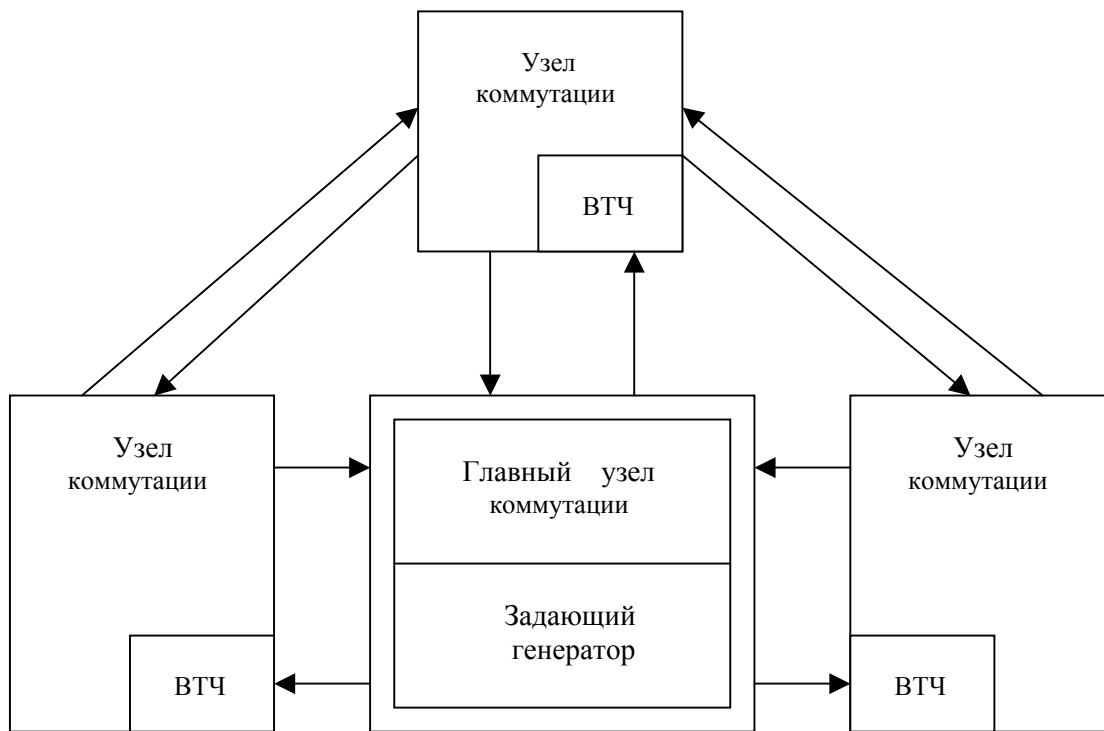 Узел
коммутации
ВТЧ
Узел
коммутации
ВТЧ
Главный узел
коммутации
Задающий
генератор
Узел
коммутации
ВТЧ